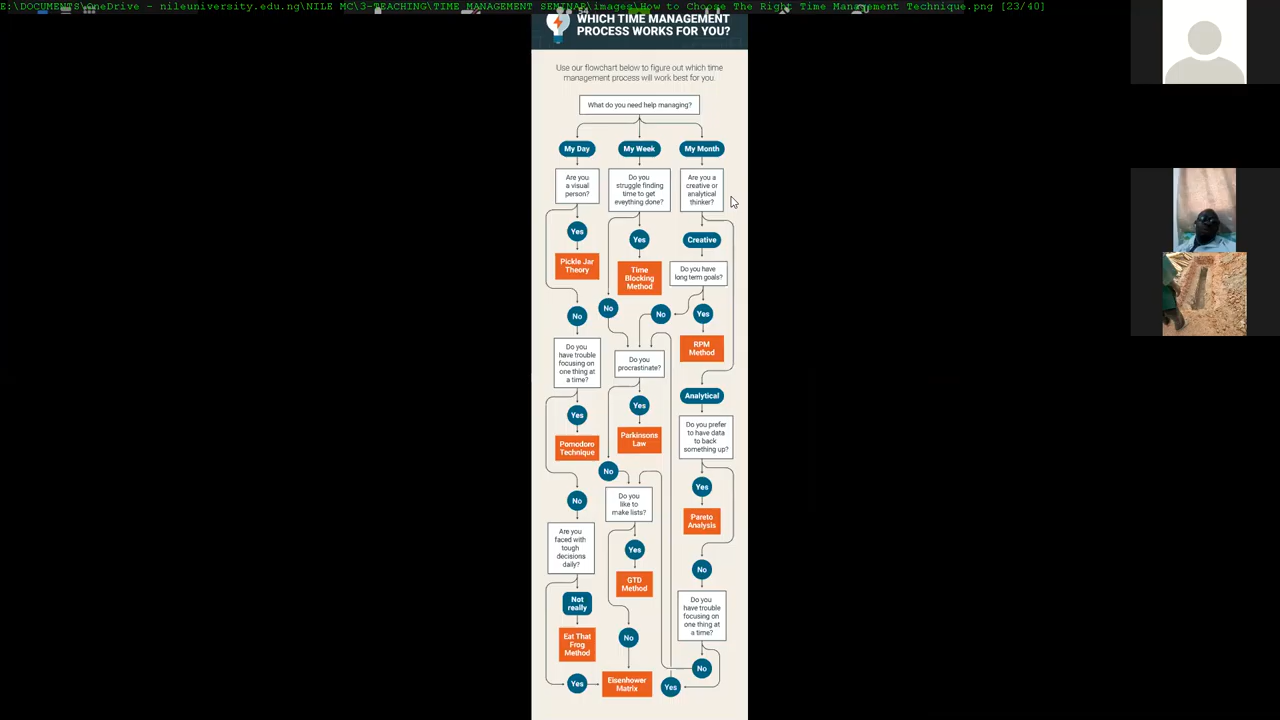 E:\DOCUMENTS\OneDrive - nileuniversity.edu.ng\NILE MC\3-TEACHING\TIME MANAGEMENT SEMINAR\images\How to Choose The Right Time Management Technique.png [23/40]
WHICH TIME MANAGEMENT
PROCESS WORKS FOR YOU?
Use our flowchart below to figure out which time
management process will work best for you.
What do you need help managing?
My Day
My Week
My Month
Are you
a visual
person?
Do you
struggle finding
time to get
eveything done?
Are you a
creative or
analytical
thinker?
Yes
Yes
Creative
Pickle Jar
Theory
Time
Blocking
Method
Do you have
long term goals?
No
No
No
Yes
Do you
have trouble
focusing on
one thing at
a time?
Do you
procrastinate?
RPM
Method
Yes
Yes
Analytical
Pomodoro
Technique
Parkinsons
Law
Do you prefer
to have data
to back
something up?
No
No
Yes
Do you
like to
make lists?
Pareto
Analysis
Are you
faced with
tough
decisions
daily?
Yes
No
GTD
Method
Do you
have trouble
focusing on
one thing at
a time?
Not
really
Eat That
Frog
Method
No
No
Yes
Eisenhower
Matrix
Yes